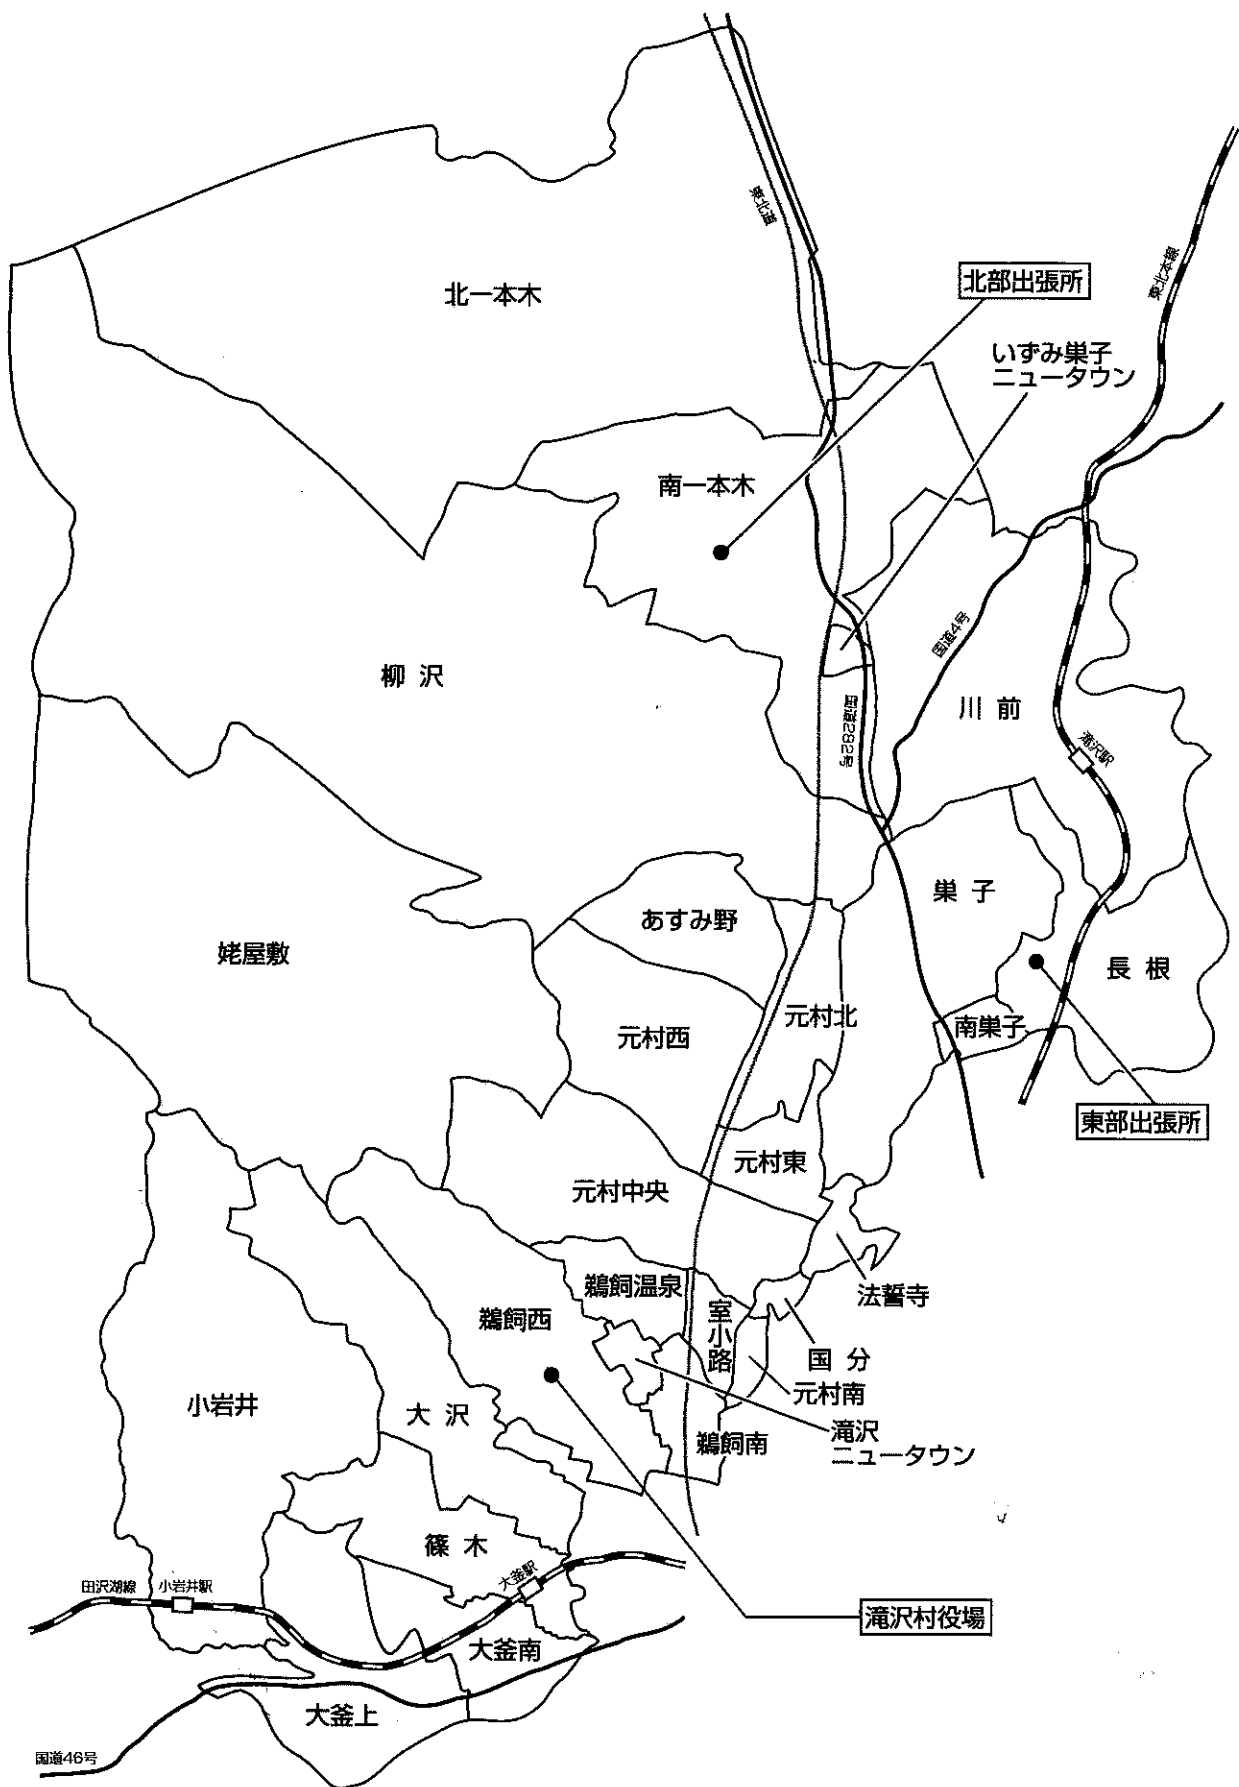 東北道
北一本木
北部出張所
東北本線
いずみ巣子
ニュータウン
南一本木
国道4号
柳沢
国道282号
川前
滝沢駅
巣子
あすみ野
姥屋敷
長根
元村北
元村西
南巣子
東部出張所
元村東
元村中央
鵜飼温泉
法誓寺
鵜飼西
室小路
国分
元村南
小岩井
大沢
鵜飼南
滝沢
ニュータウン
篠木
大釜駅
田沢湖線
小岩井駅
滝沢村役場
大釜南
大釜上
国道46号